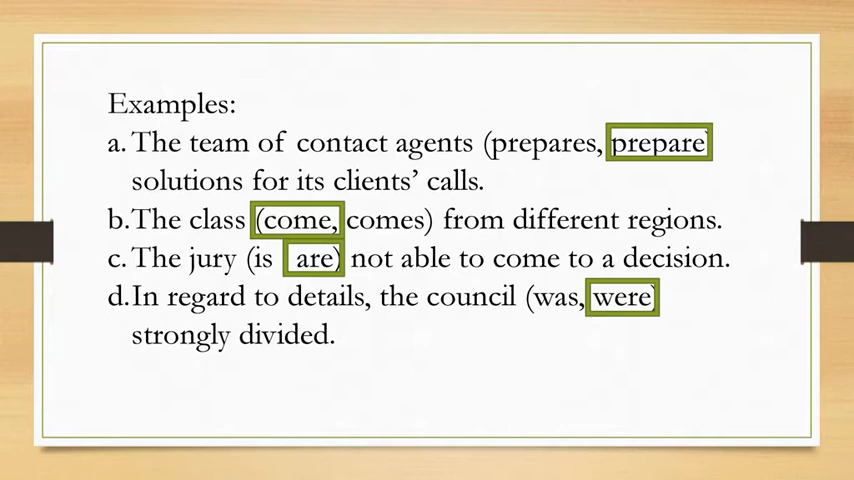 Examples:
a. The team of contact agents (prepares, prepare)
solutions for its clients’ calls.
b.The class (come, comes) from different regions.
c. The jury (is are) not able to come to a decision.
d.In regard to details, the council (was, were)
strongly divided.